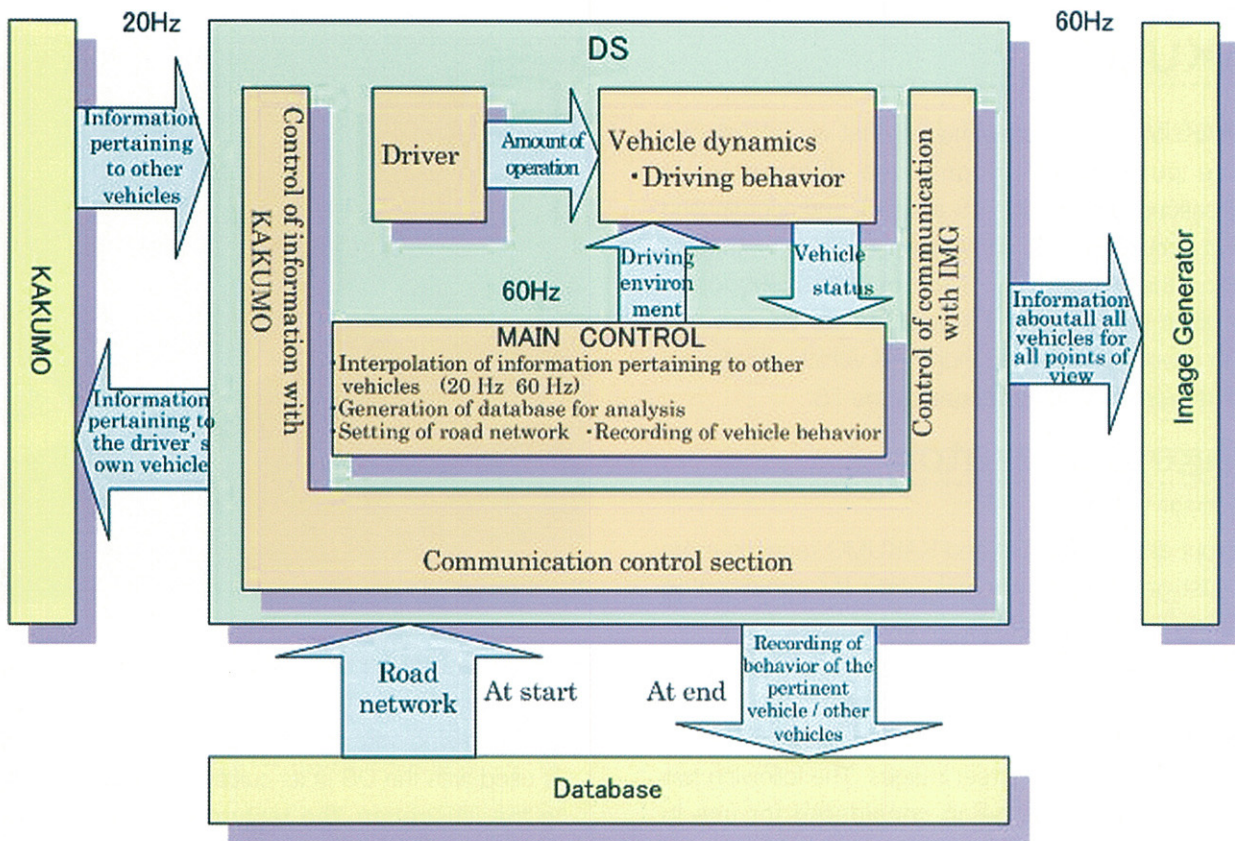 20Hz
60Hz
DS
KAKUMO
Information
pertaining
to other
vehicles
Information
pertaining to
the driver's
own vehicle
Control of information with
KAKUMO
Driver
Amount of
operation
Vehicle dynamics
・Driving behavior
Driving
environ
ment
Vehicle
status
60Hz
MAIN CONTROL
・Interpolation of information pertaining to other
vehicles (20 Hz 60 Hz)
・Generation of database for analysis
・Setting of road network ・Recording of vehicle behavior
Control of communication
with IMG
Communication control section
Information
aboutall all
vehicles for
all points of
view
Image Generator
Road
network
At start
At end
Recording of
behavior of the
pertinent
vehicle / other
vehicles
Database